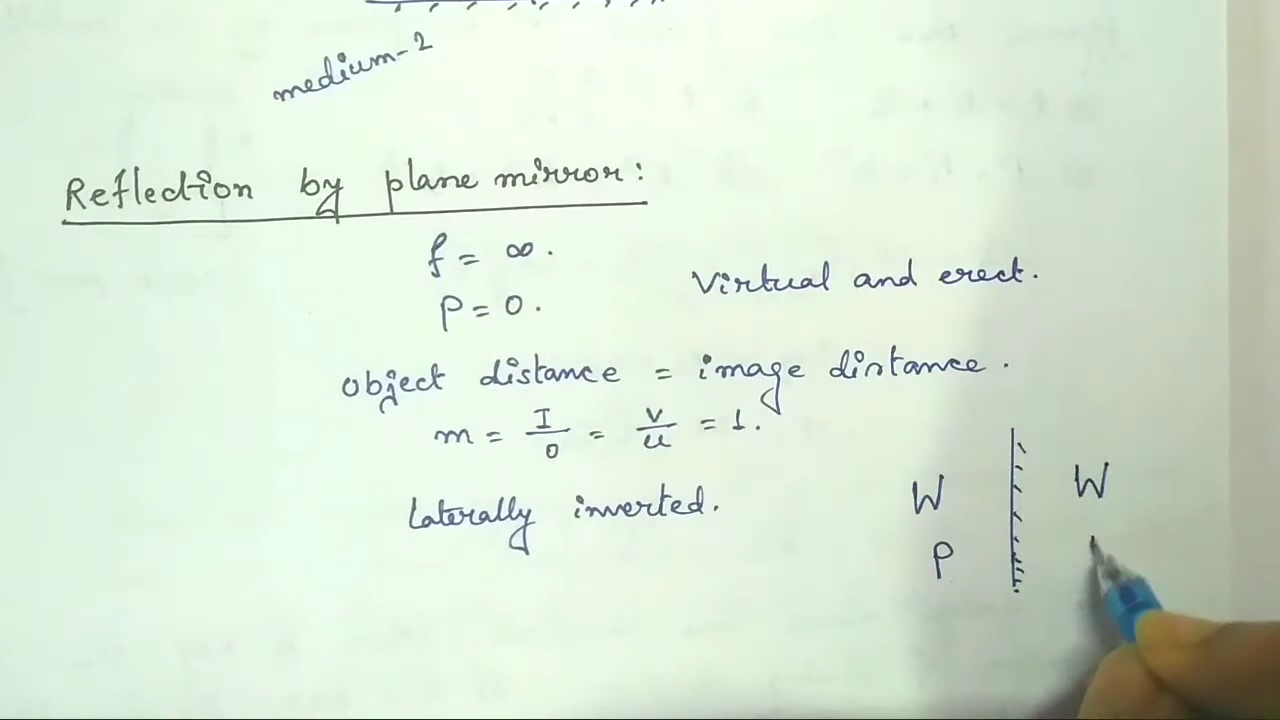 medium-2
Reflection by plane mirror:
f = ∞.
P = 0.
Virtual and erect.
object distance = image distance.
m = I/o = v/u = 1.
Laterally inverted.
W W
P